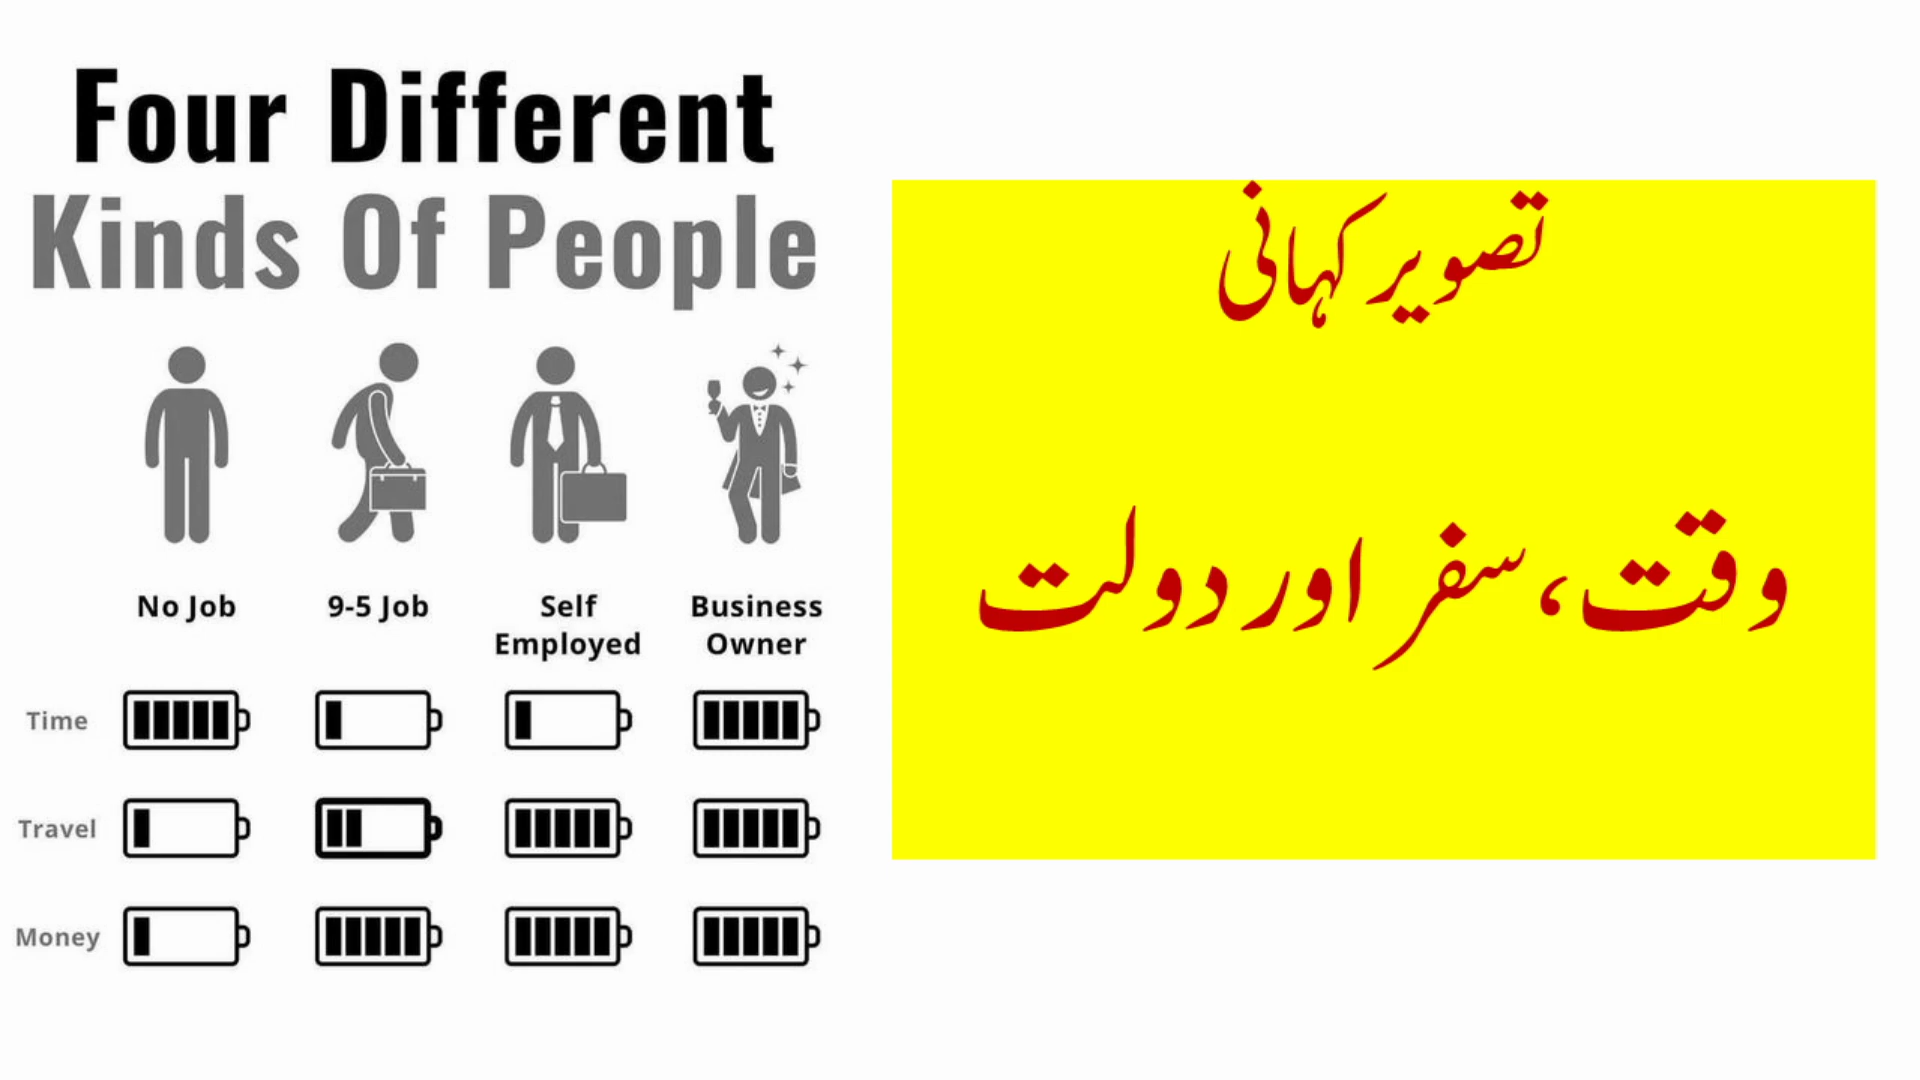 Four Different
Kinds Of People
No Job
9-5 Job
Self
Employed
Business
Owner
Time
Travel
Money
تصویر کہانی
وقت، سفر اور دولت